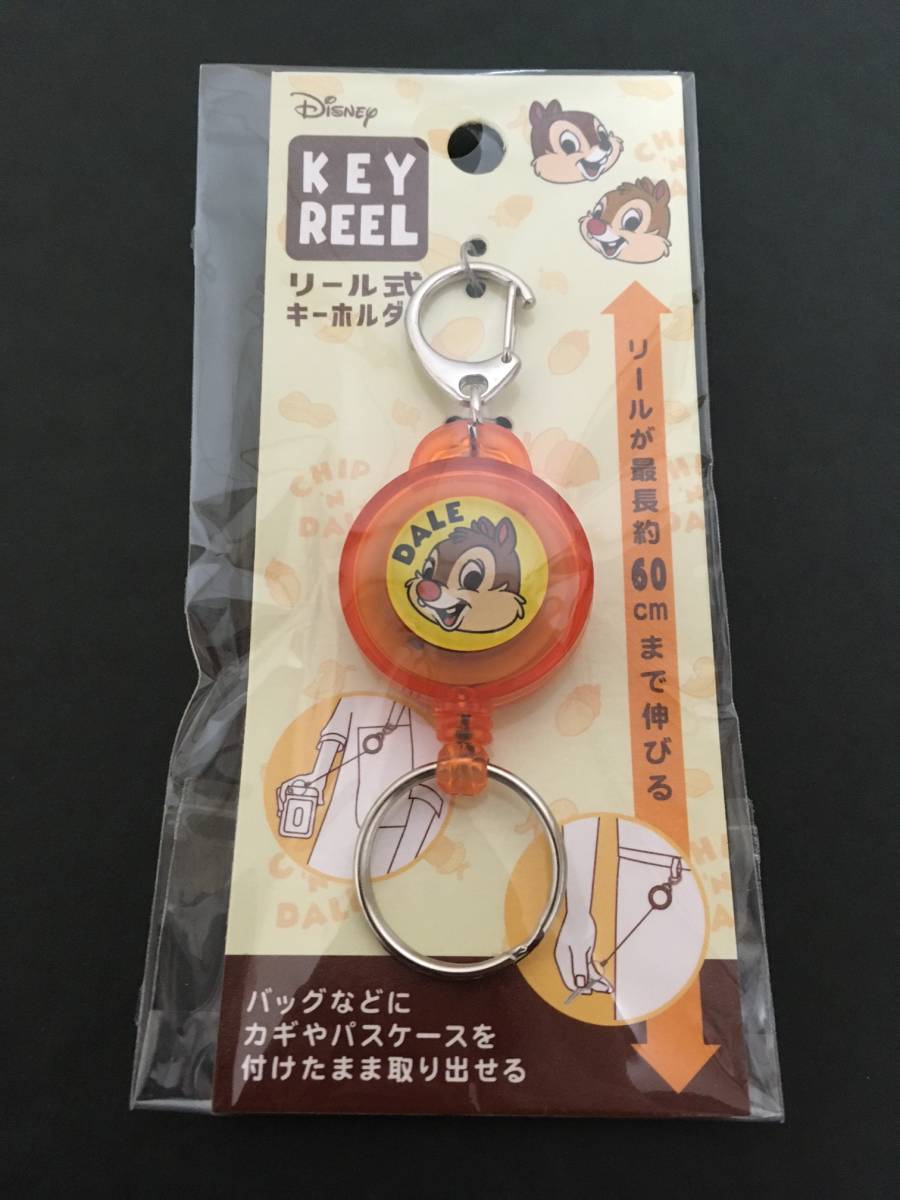 Disney
KEY
REEL
リール式
キーホルダ
リールが最長約60cmまで伸びる
CHIP
'N
DALE
DALE
バッグなどに
カギやパスケースを
付けたまま取り出せる